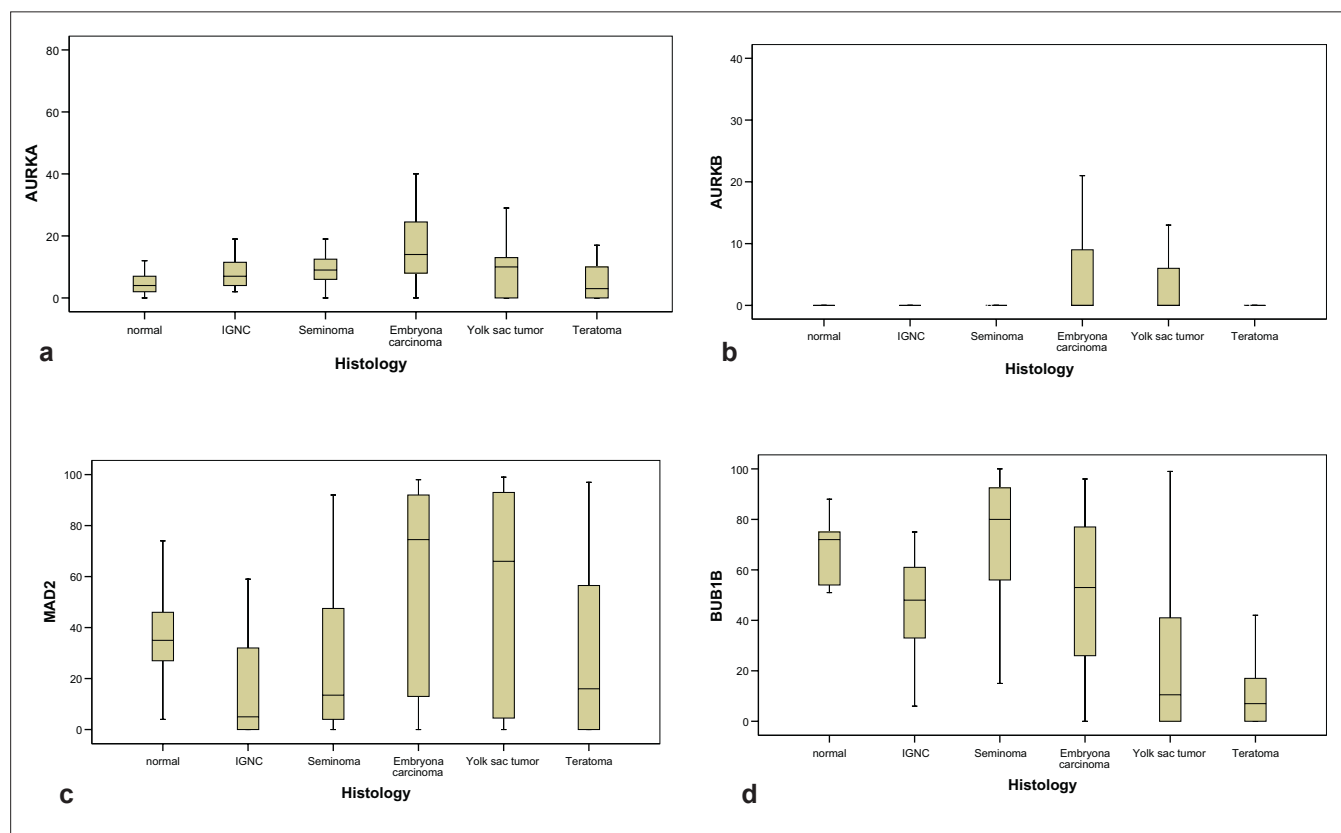 80
60
40
20
0
AURKA
normal
IGNC
Seminoma
Embryona
carcinoma
Yolk sac tumor
Teratoma
Histology
a
40
30
20
10
0
AURKB
normal
IGNC
Seminoma
Embryona
carcinoma
Yolk sac tumor
Teratoma
Histology
b
100
80
60
40
20
0
MAD2
normal
IGNC
Seminoma
Embryona
carcinoma
Yolk sac tumor
Teratoma
Histology
c
100
80
60
40
20
0
BUB1B
normal
IGNC
Seminoma
Embryona
carcinoma
Yolk sac tumor
Teratoma
Histology
d